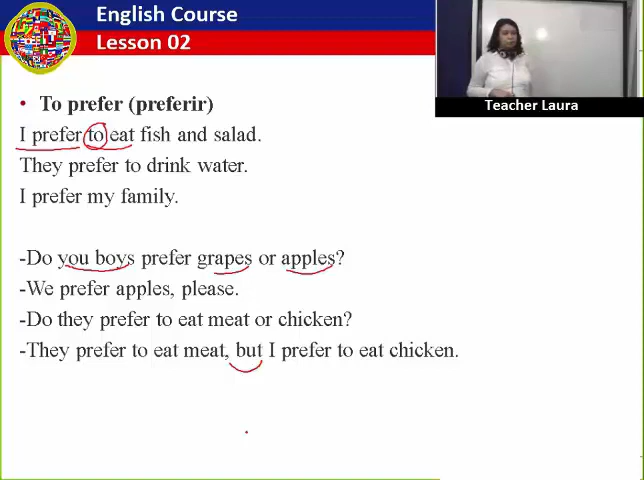 English Course
Lesson 02
Teacher Laura
• To prefer (preferir)
I prefer to eat fish and salad.
They prefer to drink water.
I prefer my family.
-Do you boys prefer grapes or apples?
-We prefer apples, please.
-Do they prefer to eat meat or chicken?
-They prefer to eat meat, but I prefer to eat chicken.